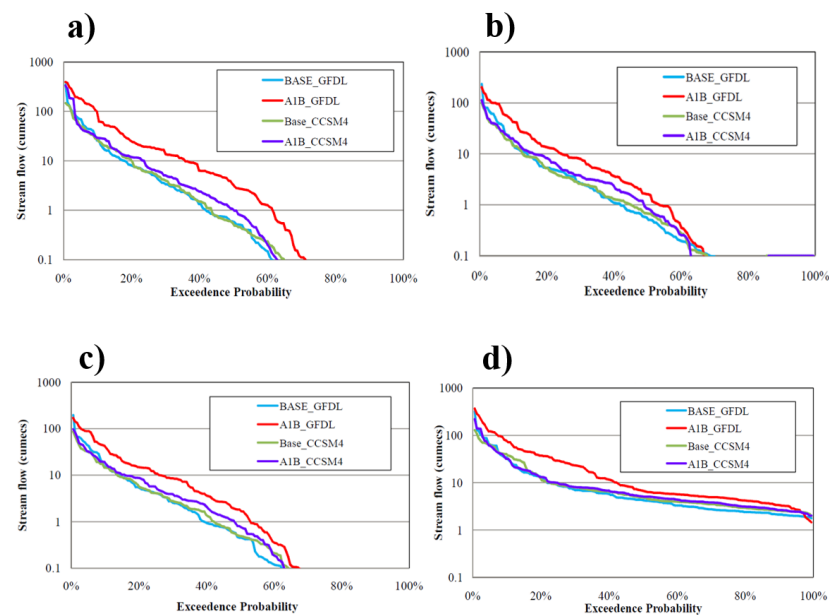 a)
1000
100
10
1
0.1
Stream flow (cumecs)
BASE_GFDL
A1B_GFDL
Base_CCSM4
A1B_CCSM4
0% 20% 40% 60% 80% 100%
Exceedence Probability
b)
1000
100
10
1
0.1
Stream flow (cumecs)
BASE_GFDL
A1B_GFDL
Base_CCSM4
A1B_CCSM4
0% 20% 40% 60% 80% 100%
Exceedence Probability
c)
1000
100
10
1
0.1
Stream flow (cumecs)
BASE_GFDL
A1B_GFDL
Base_CCSM4
A1B_CCSM4
0% 20% 40% 60% 80% 100%
Exceedence Probability
d)
1000
100
10
1
0.1
Stream flow (cumecs)
BASE_GFDL
A1B_GFDL
Base_CCSM4
A1B_CCSM4
0% 20% 40% 60% 80% 100%
Exceedence Probability